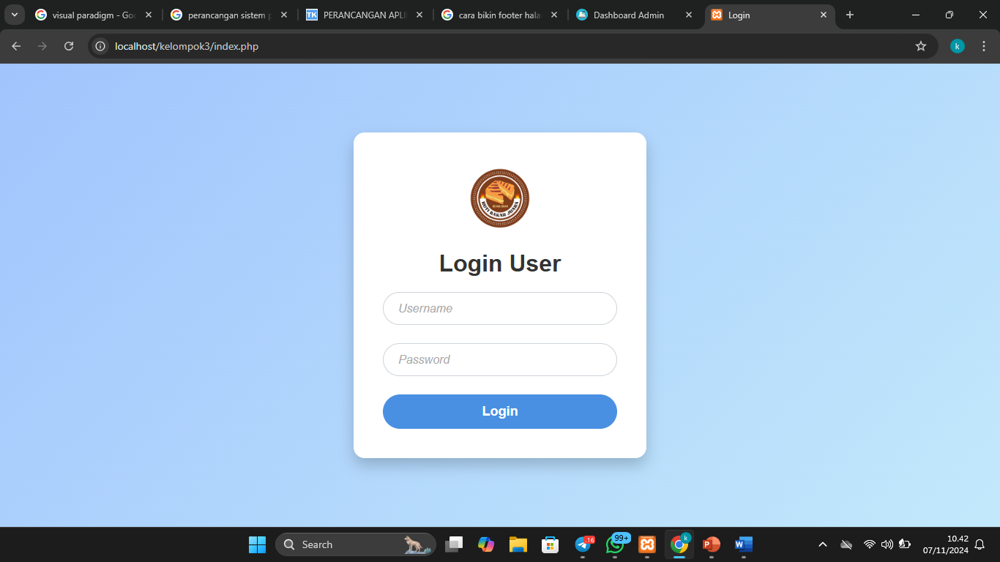 visual paradigm - Goo
perancangan sistem p
TK PERANCANGAN APLI
cara bikin footer hala
Dashboard Admin
Login
localhost/kelompok3/index.php
k
ROTI BAKAR JUARA
Login User
Username
Password
Login
Search
.16
99+
k
10.42
07/11/2024